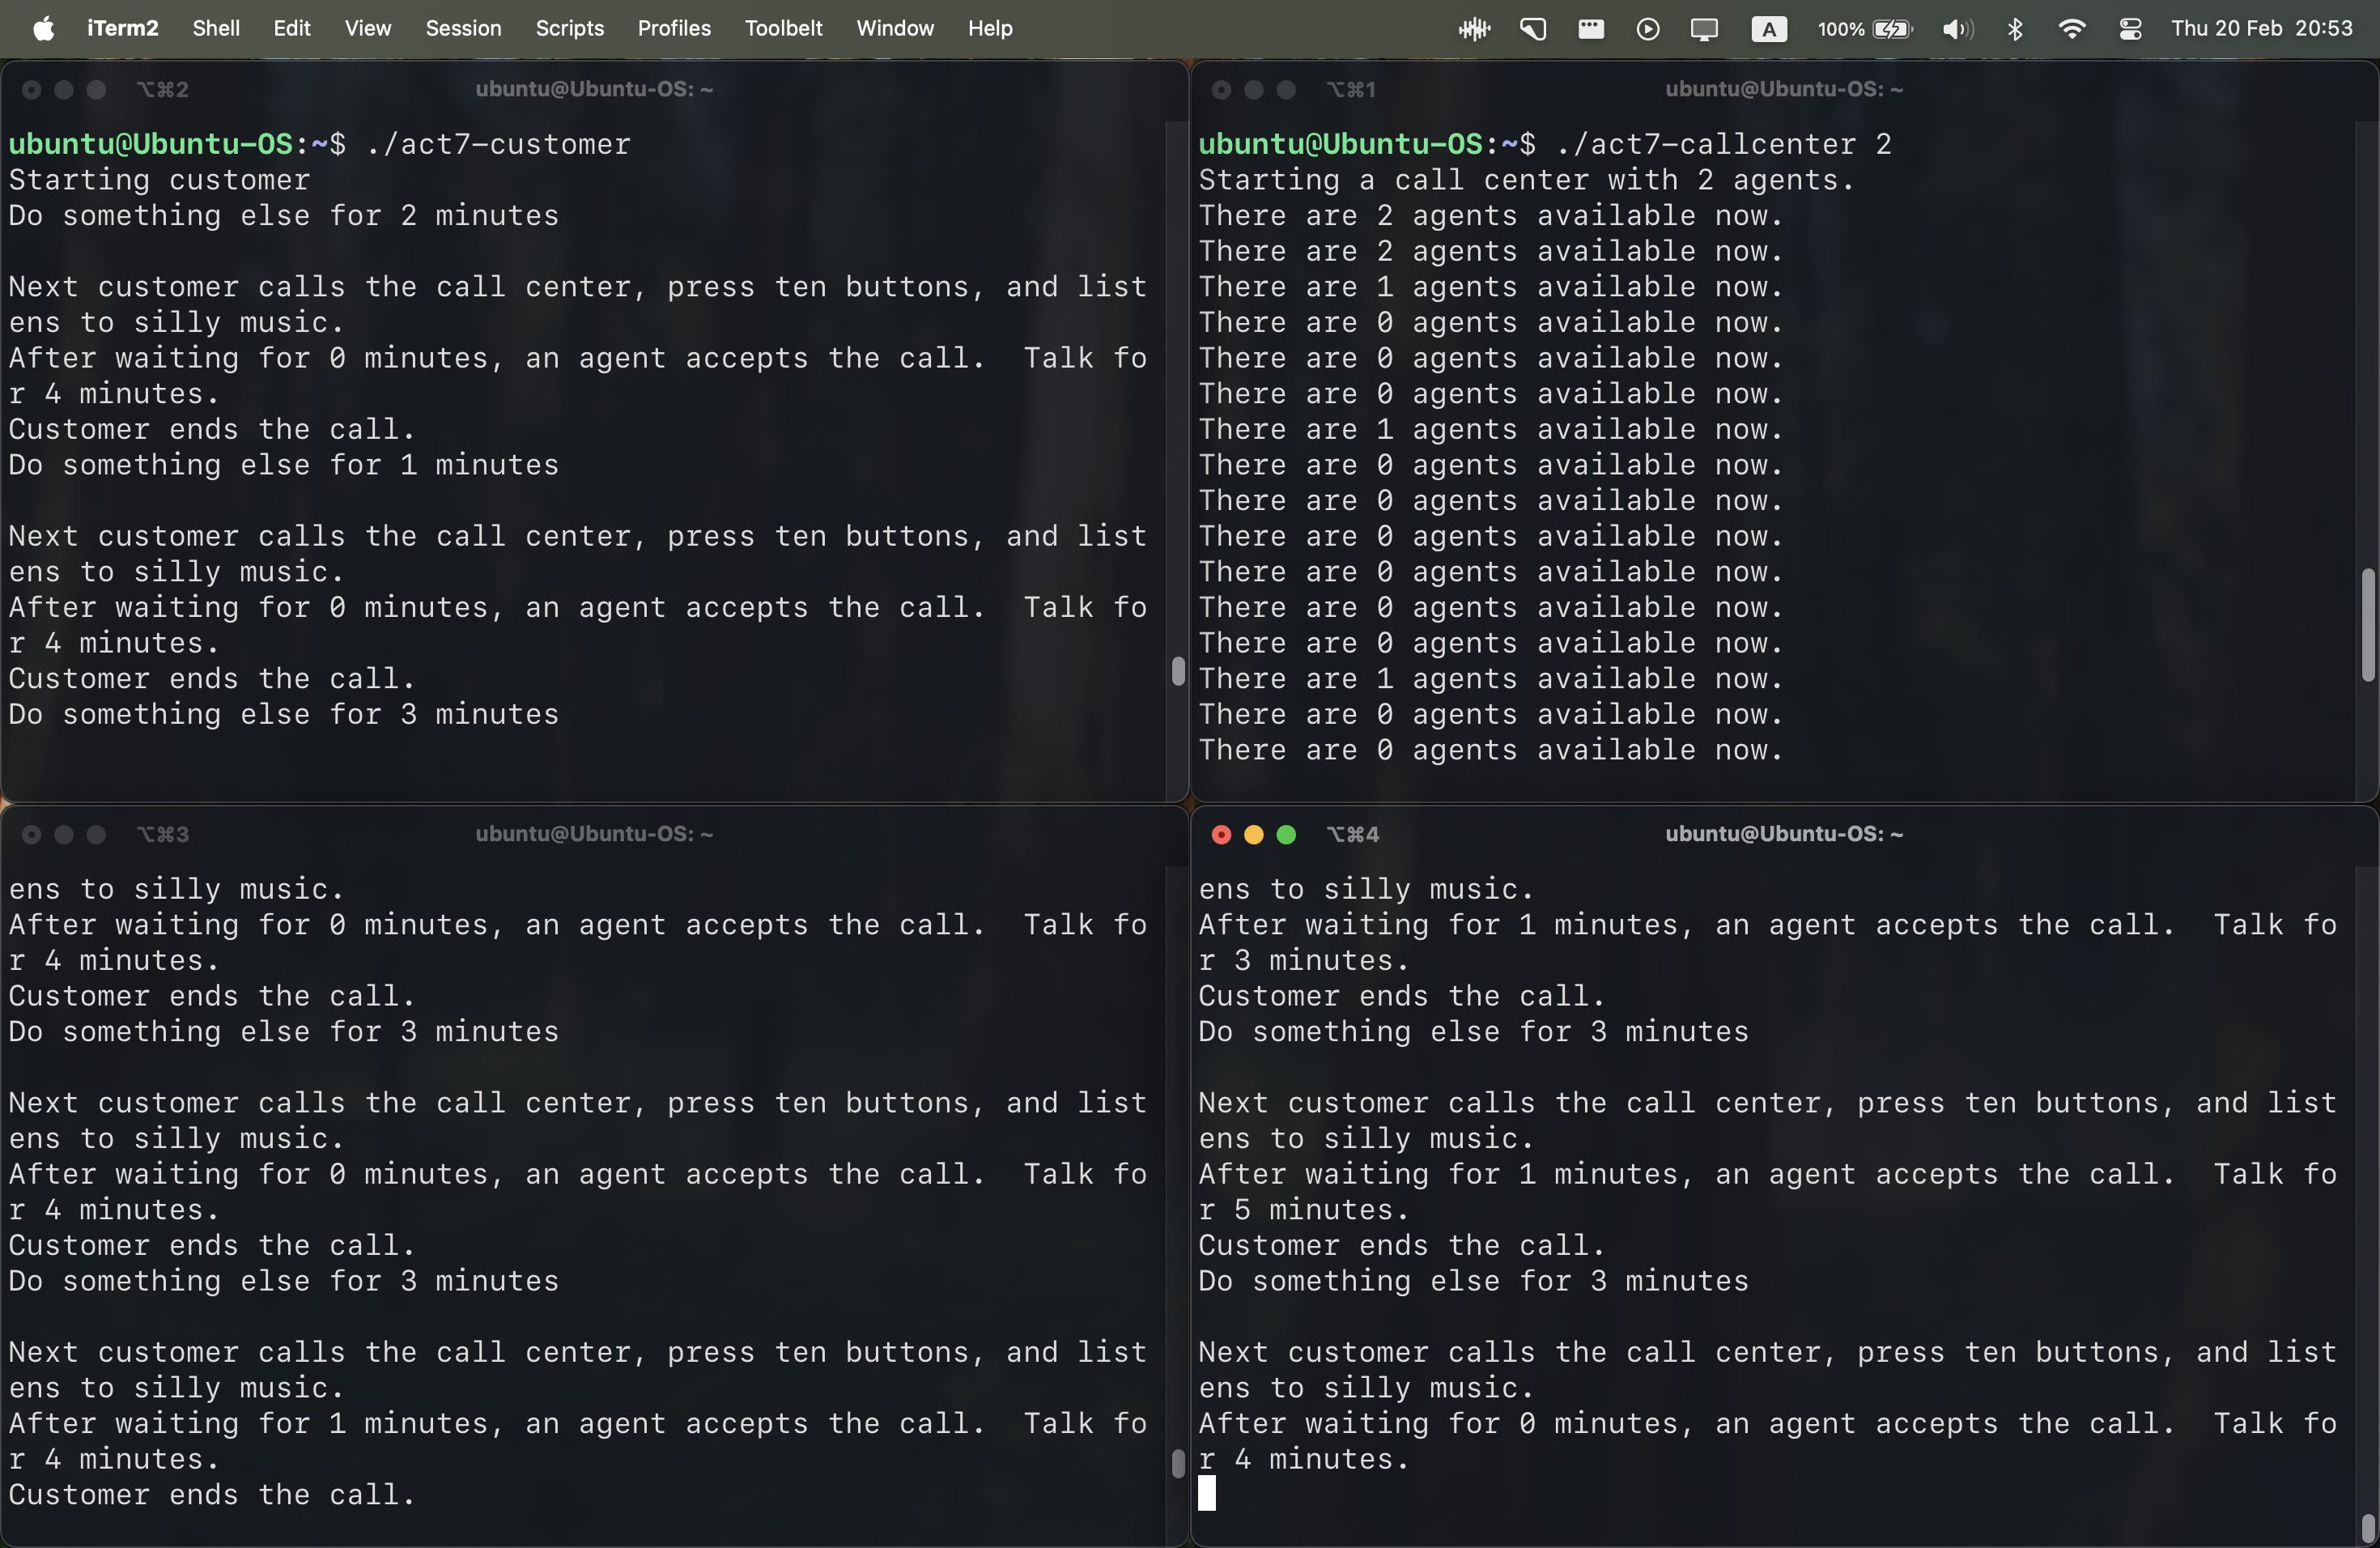 iTerm2 Shell Edit View Session Scripts Profiles Toolbelt Window Help A 100% Thu 20 Feb 20:53
⌥⌘2 ubuntu@Ubuntu-OS: ~
ubuntu@Ubuntu-OS:~$ ./act7-customer
Starting customer
Do something else for 2 minutes
Next customer calls the call center, press ten buttons, and list
ens to silly music.
After waiting for 0 minutes, an agent accepts the call.  Talk fo
r 4 minutes.
Customer ends the call.
Do something else for 1 minutes
Next customer calls the call center, press ten buttons, and list
ens to silly music.
After waiting for 0 minutes, an agent accepts the call.  Talk fo
r 4 minutes.
Customer ends the call.
Do something else for 3 minutes
⌥⌘1 ubuntu@Ubuntu-OS: ~
ubuntu@Ubuntu-OS:~$ ./act7-callcenter 2
Starting a call center with 2 agents.
There are 2 agents available now.
There are 2 agents available now.
There are 1 agents available now.
There are 0 agents available now.
There are 0 agents available now.
There are 0 agents available now.
There are 1 agents available now.
There are 0 agents available now.
There are 0 agents available now.
There are 0 agents available now.
There are 0 agents available now.
There are 0 agents available now.
There are 0 agents available now.
There are 1 agents available now.
There are 0 agents available now.
There are 0 agents available now.
⌥⌘3 ubuntu@Ubuntu-OS: ~
ens to silly music.
After waiting for 0 minutes, an agent accepts the call.  Talk fo
r 4 minutes.
Customer ends the call.
Do something else for 3 minutes
Next customer calls the call center, press ten buttons, and list
ens to silly music.
After waiting for 0 minutes, an agent accepts the call.  Talk fo
r 4 minutes.
Customer ends the call.
Do something else for 3 minutes
Next customer calls the call center, press ten buttons, and list
ens to silly music.
After waiting for 1 minutes, an agent accepts the call.  Talk fo
r 4 minutes.
Customer ends the call.
⌥⌘4 ubuntu@Ubuntu-OS: ~
ens to silly music.
After waiting for 1 minutes, an agent accepts the call.  Talk fo
r 3 minutes.
Customer ends the call.
Do something else for 3 minutes
Next customer calls the call center, press ten buttons, and list
ens to silly music.
After waiting for 1 minutes, an agent accepts the call.  Talk fo
r 5 minutes.
Customer ends the call.
Do something else for 3 minutes
Next customer calls the call center, press ten buttons, and list
ens to silly music.
After waiting for 0 minutes, an agent accepts the call.  Talk fo
r 4 minutes.